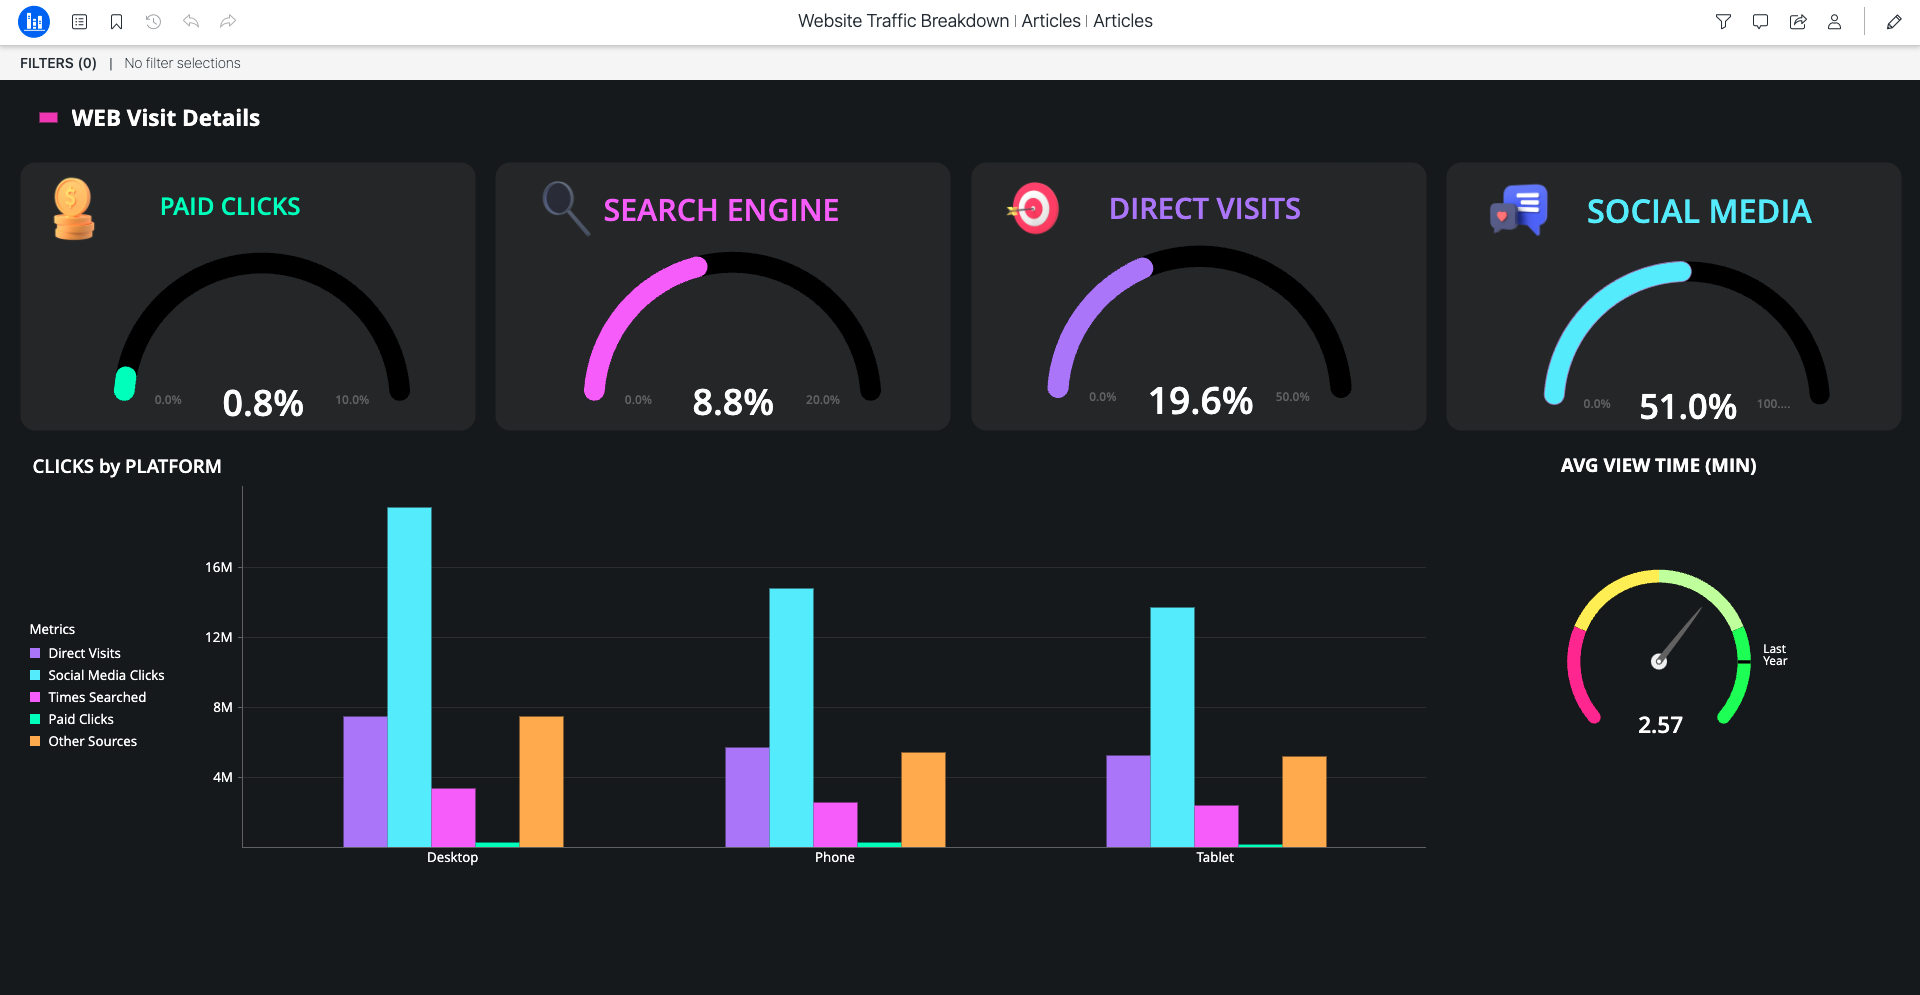 Website Traffic Breakdown | Articles | Articles
FILTERS (0) | No filter selections
WEB Visit Details
PAID CLICKS
0.0%
0.8%
10.0%
SEARCH ENGINE
0.0%
8.8%
20.0%
DIRECT VISITS
0.0%
19.6%
50.0%
SOCIAL MEDIA
0.0%
51.0%
100....
CLICKS by PLATFORM
Metrics
Direct Visits
Social Media Clicks
Times Searched
Paid Clicks
Other Sources
16M
12M
8M
4M
Desktop
Phone
Tablet
AVG VIEW TIME (MIN)
Last
Year
2.57